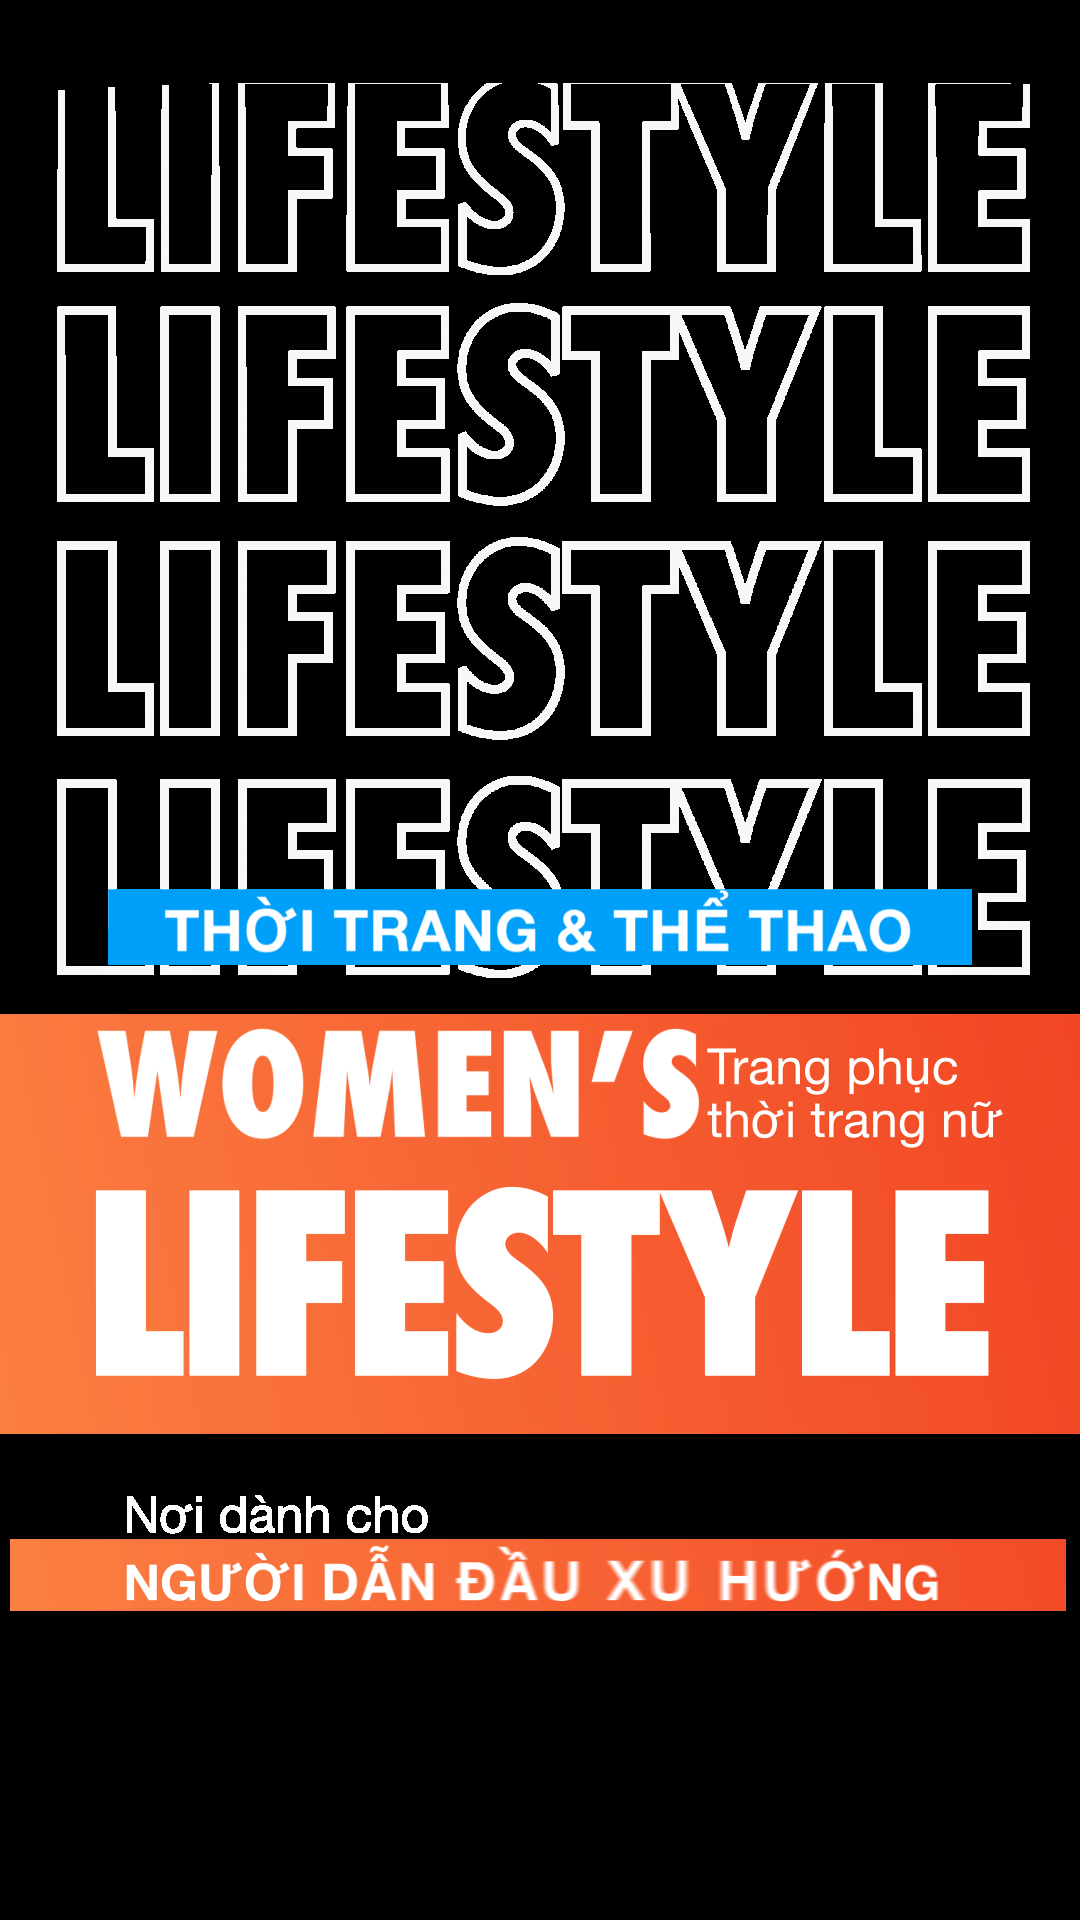 LIFESTYLE
LIFESTYLE
LIFESTYLE
LIFESTYLE
THỜI TRANG & THỂ THAO
WOMEN’S
Trang phục
thời trang nữ
LIFESTYLE
Nơi dành cho
NGƯỜI DẪN ĐẦU XU HƯỚNG